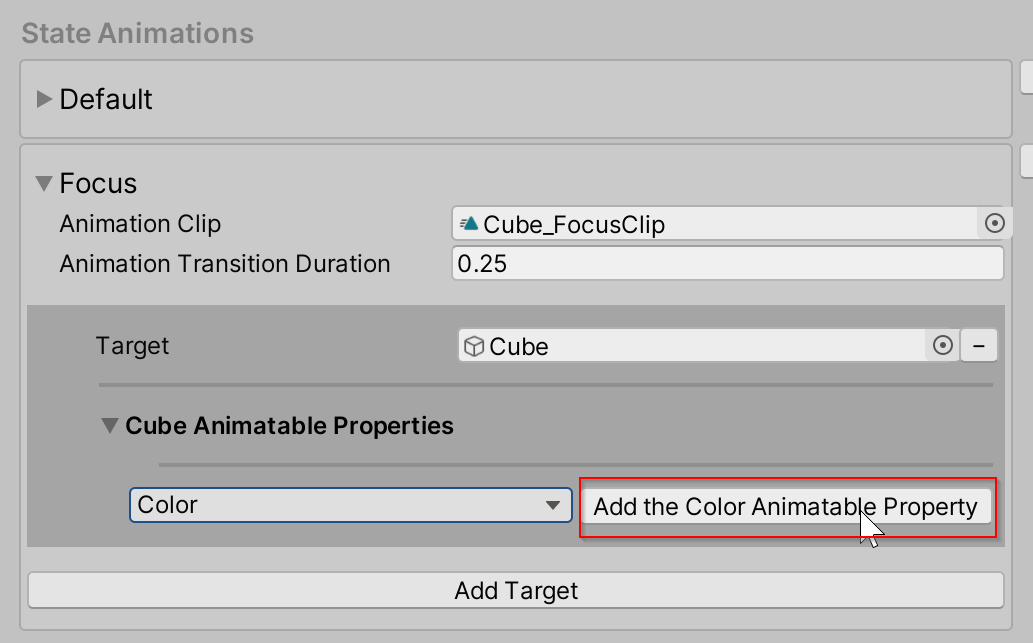 State Animations
Default
Focus
Animation Clip Cube_FocusClip
Animation Transition Duration 0.25
Target Cube −
Cube Animatable Properties
Color Add the Color Animatable Property
Add Target